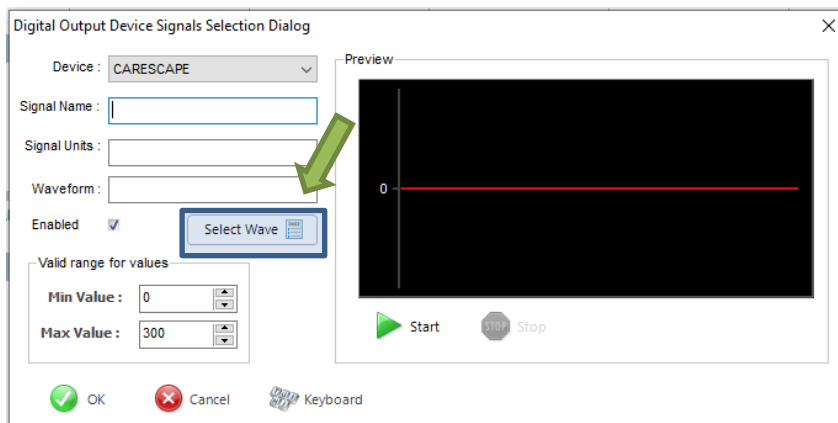 Digital Output Device Signals Selection Dialog
Device : CARESCAPE
Signal Name :
Signal Units :
Waveform :
Enabled
Select Wave
Valid range for values
Min Value : 0
Max Value : 300
OK
Cancel
Keyboard
Preview
0
Start
STOP Stop